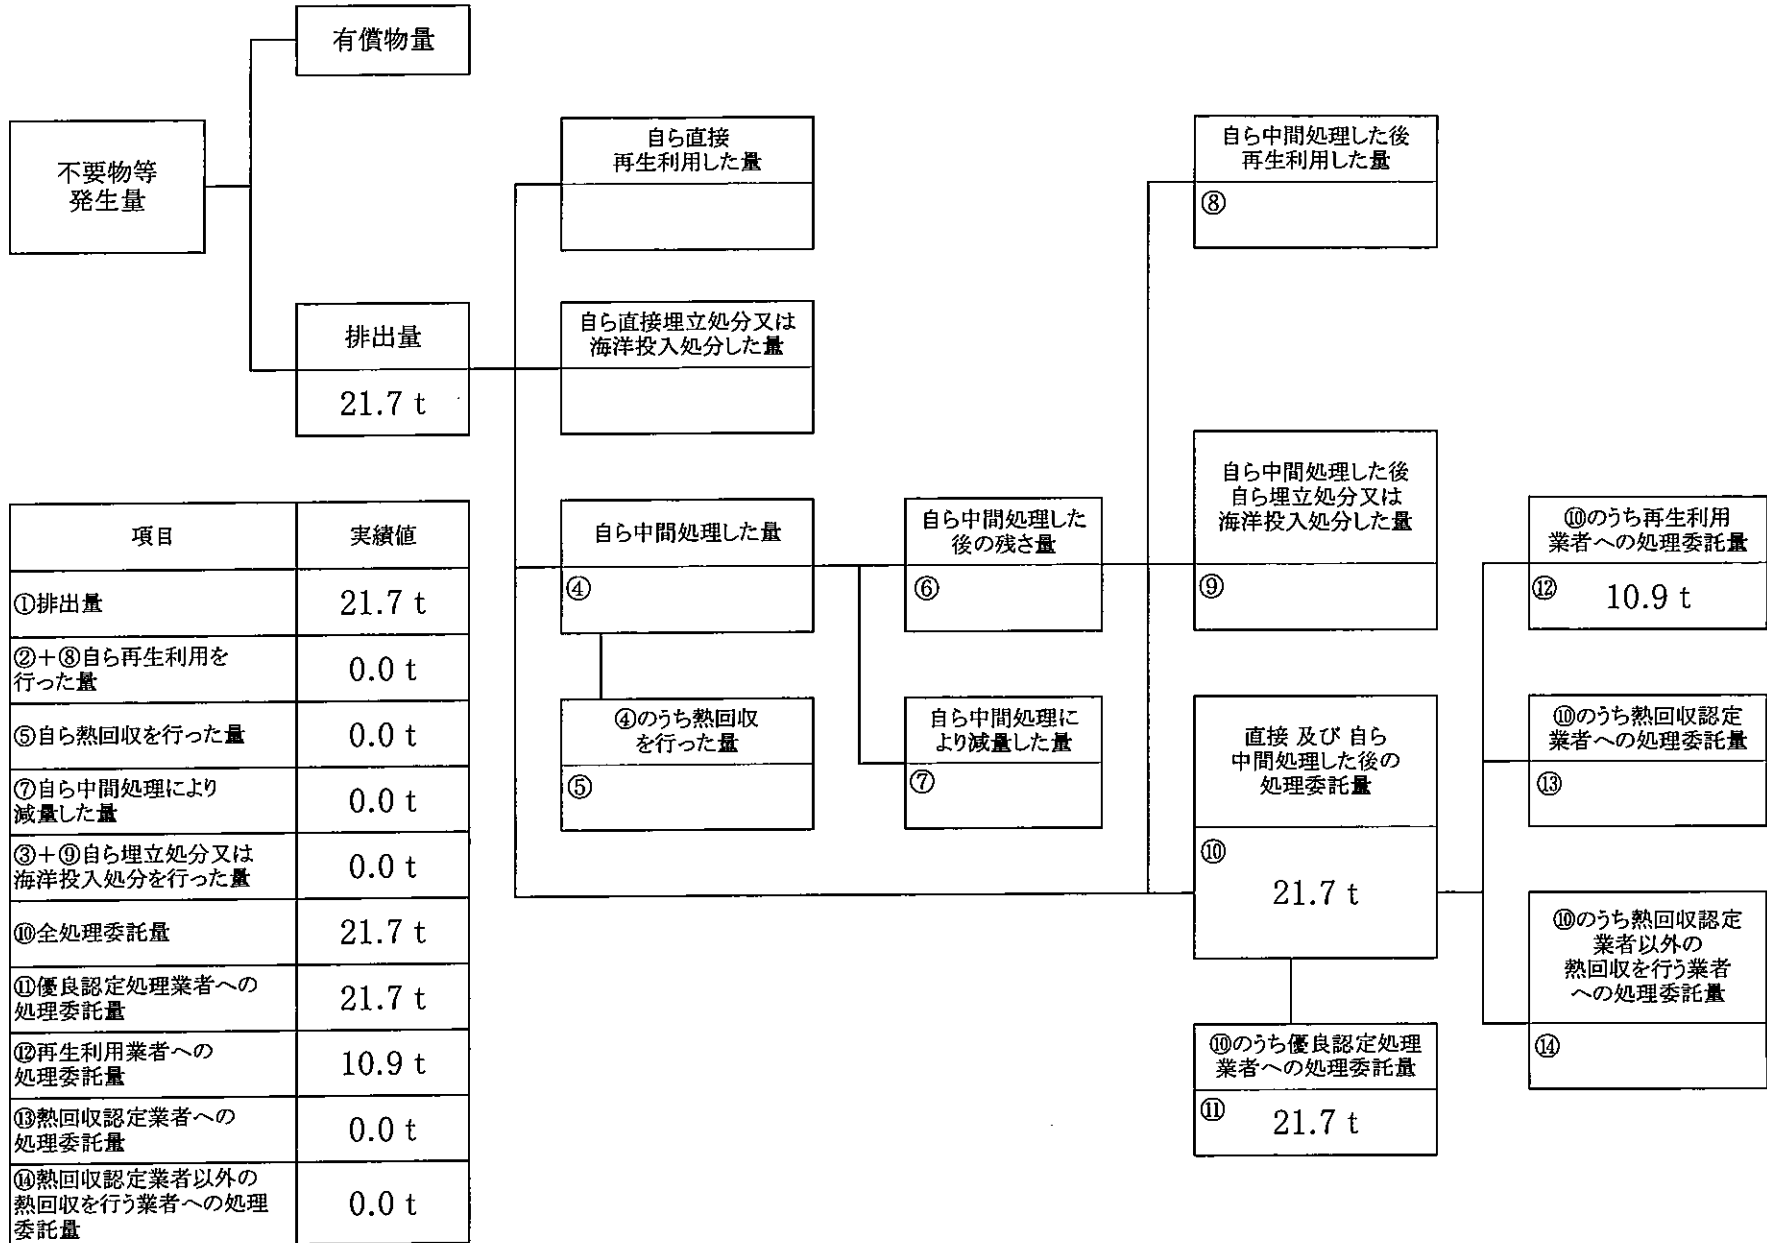 有償物量
不要物等
発生量
排出量
21.7 t
自ら直接
再生利用した量
自ら直接埋立処分又は
海洋投入処分した量
自ら中間処理した量
④
④のうち熱回収
を行った量
⑤
自ら中間処理した
後の残さ量
⑥
自ら中間処理に
より減量した量
⑦
自ら中間処理した後
再生利用した量
⑧
自ら中間処理した後
自ら埋立処分又は
海洋投入処分した量
⑨
直接 及び 自ら
中間処理した後の
処理委託量
⑩
21.7 t
⑩のうち優良認定処理
業者への処理委託量
⑪
21.7 t
⑩のうち再生利用
業者への処理委託量
⑫ 10.9 t
⑩のうち熱回収認定
業者への処理委託量
⑬
⑩のうち熱回収認定
業者以外の
熱回収を行う業者
への処理委託量
⑭
項目 実績値
①排出量 21.7 t
②+⑧自ら再生利用を
行った量 0.0 t
⑤自ら熱回収を行った量 0.0 t
⑦自ら中間処理により
減量した量 0.0 t
③+⑨自ら埋立処分又は
海洋投入処分を行った量 0.0 t
⑩全処理委託量 21.7 t
⑪優良認定処理業者への
処理委託量 21.7 t
⑫再生利用業者への
処理委託量 10.9 t
⑬熱回収認定業者への
処理委託量 0.0 t
⑭熱回収認定業者以外の
熱回収を行う業者への処理
委託量 0.0 t